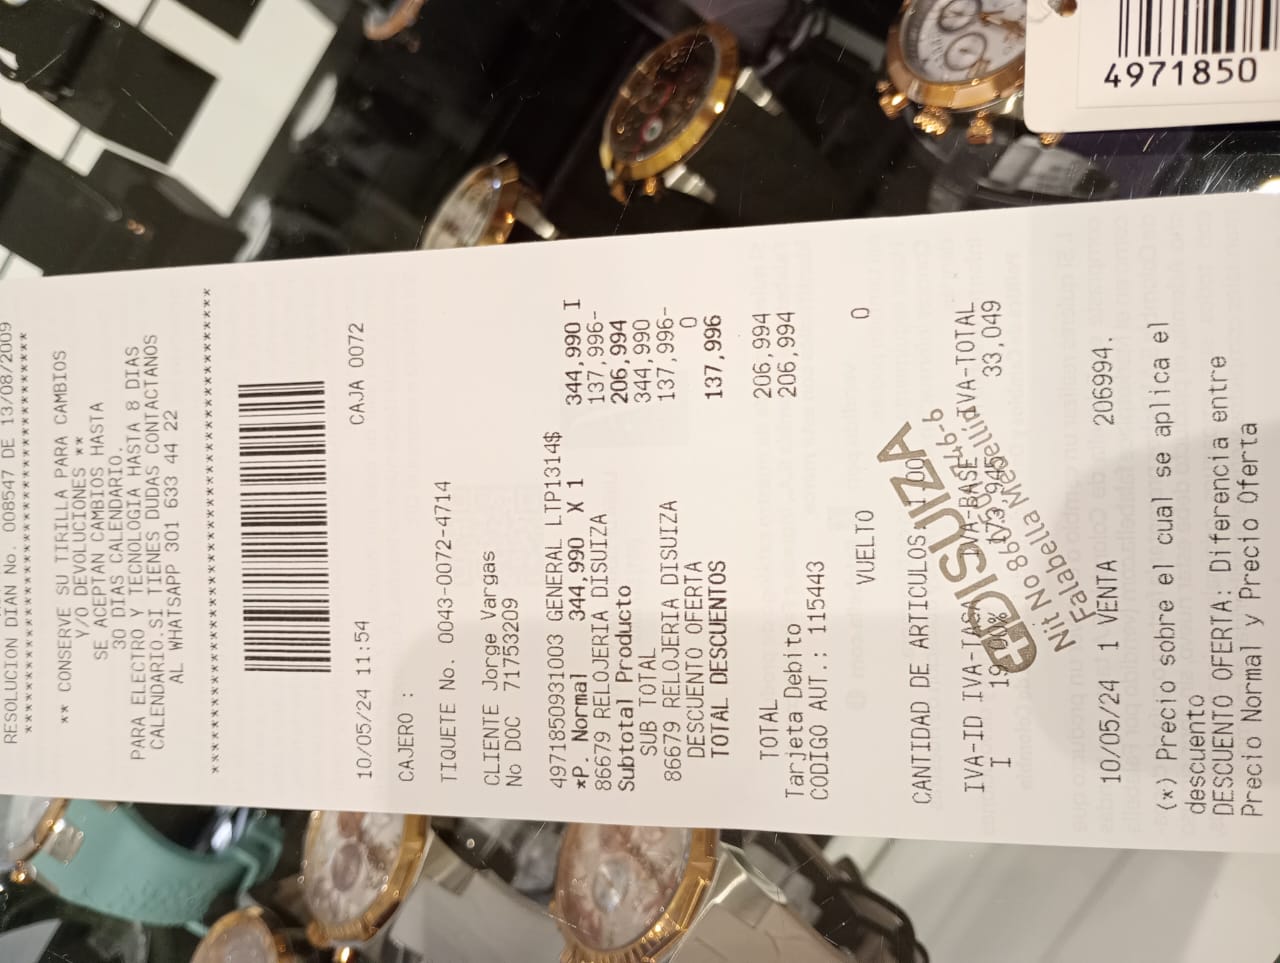 RESOLUCION DIAN No. 008547 DE 13/08/2009
****************************************
** CONSERVE SU TIRILLA PARA CAMBIOS
Y/O DEVOLUCIONES **
SE ACEPTAN CAMBIOS HASTA
30 DIAS CALENDARIO.
PARA ELECTRO Y TECNOLOGIA HASTA 8 DIAS
CALENDARIO.SI TIENES DUDAS CONTACTANOS
AL WHATSAPP 301 633 44 22
****************************************
10/05/24 11:54 CAJA 0072
CAJERO :
TIQUETE No. 0043-0072-4714
CLIENTE Jorge Vargas
No DOC 71753209
4971850931003 GENERAL LTP1314$
*P. Normal 344,990 X 1 344,990 I
86679 RELOJERIA DISUIZA 137,996-
Subtotal Producto 206,994
SUB TOTAL 344,990
86679 RELOJERIA DISUIZA 137,996-
DESCUENTO OFERTA 0
TOTAL DESCUENTOS 137,996
TOTAL 206,994
Tarjeta Debito 206,994
CODIGO AUT.: 115443
VUELTO 0
CANTIDAD DE ARTICULOS:
IVA-ID IVA-TASA IVA-BASE IVA-TOTAL
I 19.00% 173,945 33,049
DISUIZA
Nit No
Falabella Medellín
10/05/24 1 VENTA 206994.
(*) Precio sobre el cual se aplica el
descuento
DESCUENTO OFERTA: Diferencia entre
Precio Normal y Precio Oferta
4971850